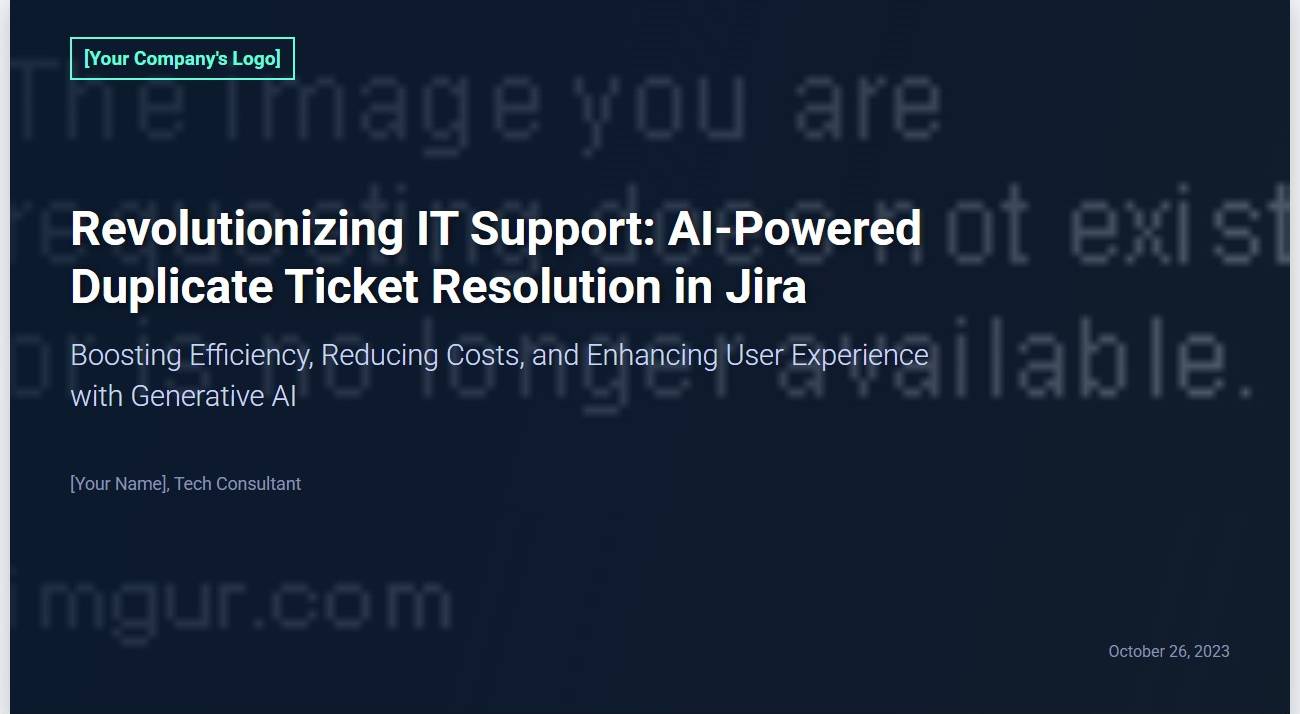 [Your Company's Logo]
The image you are
requesting does not exist
or is no longer available.
Revolutionizing IT Support: AI-Powered
Duplicate Ticket Resolution in Jira
Boosting Efficiency, Reducing Costs, and Enhancing User Experience
with Generative AI
[Your Name], Tech Consultant
imgur.com
October 26, 2023